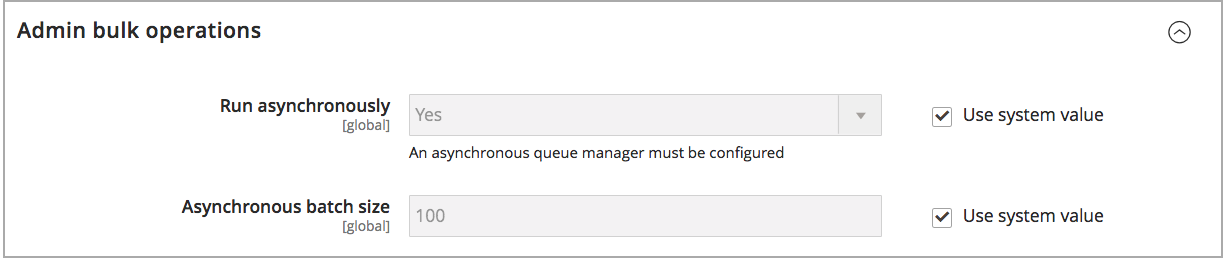 Admin bulk operations
Run asynchronously
[global]
Yes
Use system value
An asynchronous queue manager must be configured
Asynchronous batch size
[global]
100
Use system value